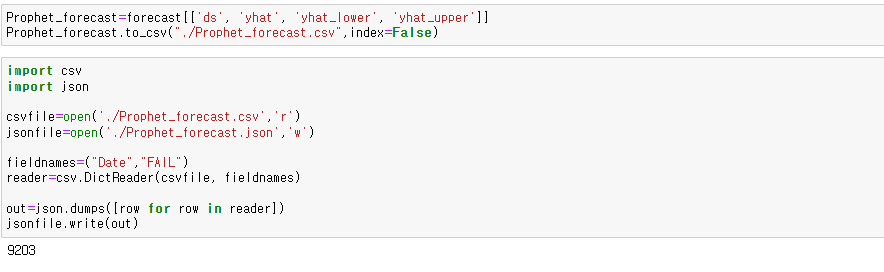 Prophet_forecast=forecast[['ds', 'yhat', 'yhat_lower', 'yhat_upper']]
Prophet_forecast.to_csv("./Prophet_forecast.csv",index=False)
import csv
import json
csvfile=open('./Prophet_forecast.csv','r')
jsonfile=open('./Prophet_forecast.json','w')
fieldnames=("Date","FAIL")
reader=csv.DictReader(csvfile, fieldnames)
out=json.dumps([row for row in reader])
jsonfile.write(out)
9203